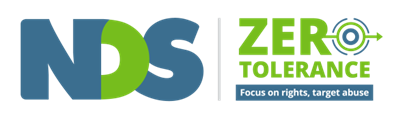 NDS
ZERO
TOLERANCE
Focus on rights, target abuse